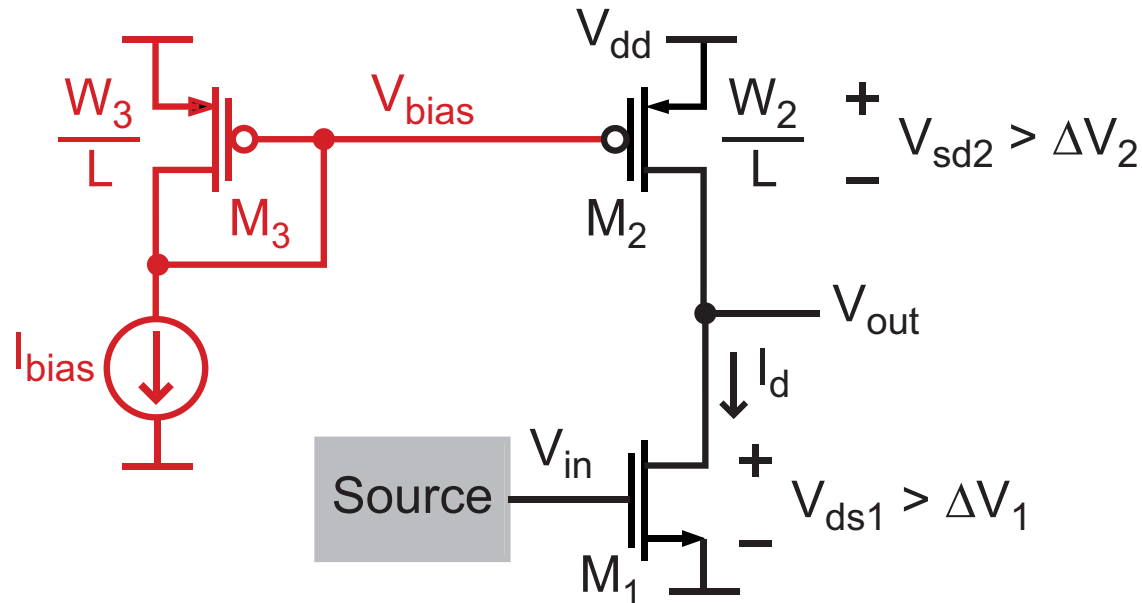 V_dd
W_3
L
V_bias
W_2
L
+
V_sd2 > ΔV_2
–
M_3
M_2
V_out
I_bias
I_d
Source
V_in
+
V_ds1 > ΔV_1
–
M_1